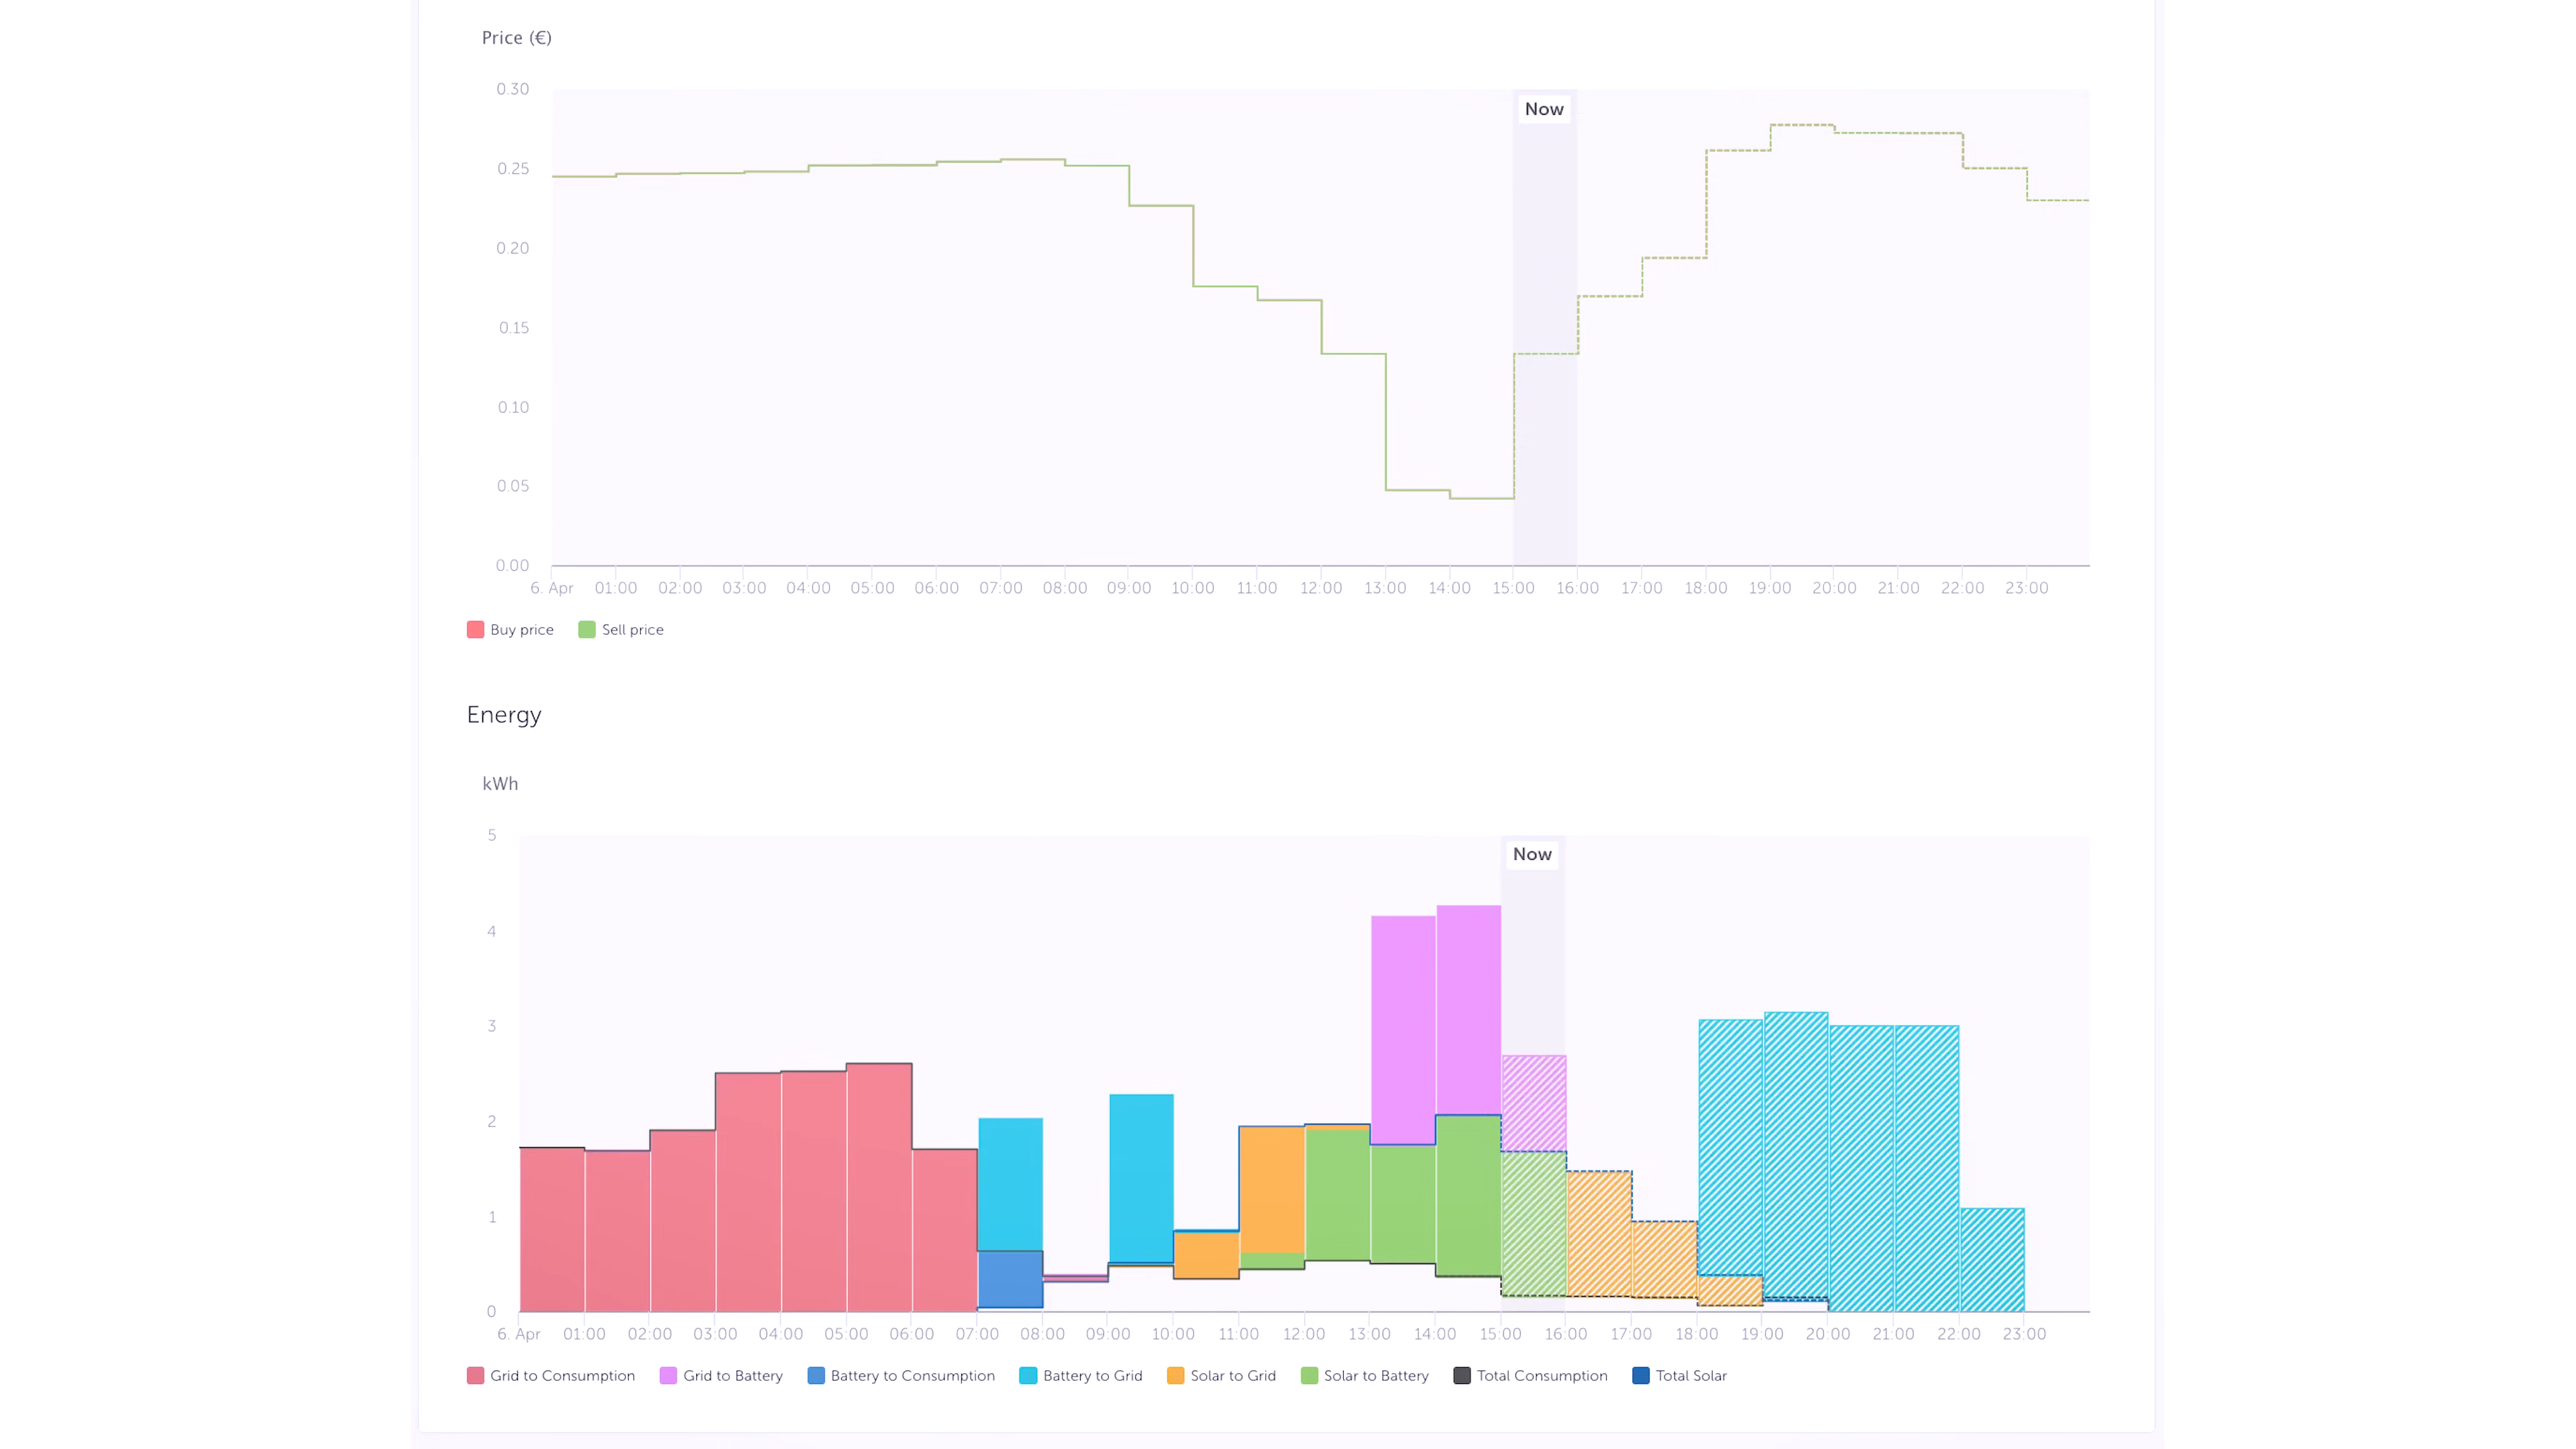 Price (€)
0.30
Now
0.25
0.20
0.15
0.10
0.05
0.00
6. Apr 01:00 02:00 03:00 04:00 05:00 06:00 07:00 08:00 09:00 10:00 11:00 12:00 13:00 14:00 15:00 16:00 17:00 18:00 19:00 20:00 21:00 22:00 23:00
Buy price Sell price
Energy
kWh
5
Now
4
3
2
1
0
6. Apr 01:00 02:00 03:00 04:00 05:00 06:00 07:00 08:00 09:00 10:00 11:00 12:00 13:00 14:00 15:00 16:00 17:00 18:00 19:00 20:00 21:00 22:00 23:00
Grid to Consumption Grid to Battery Battery to Consumption Battery to Grid Solar to Grid Solar to Battery Total Consumption Total Solar